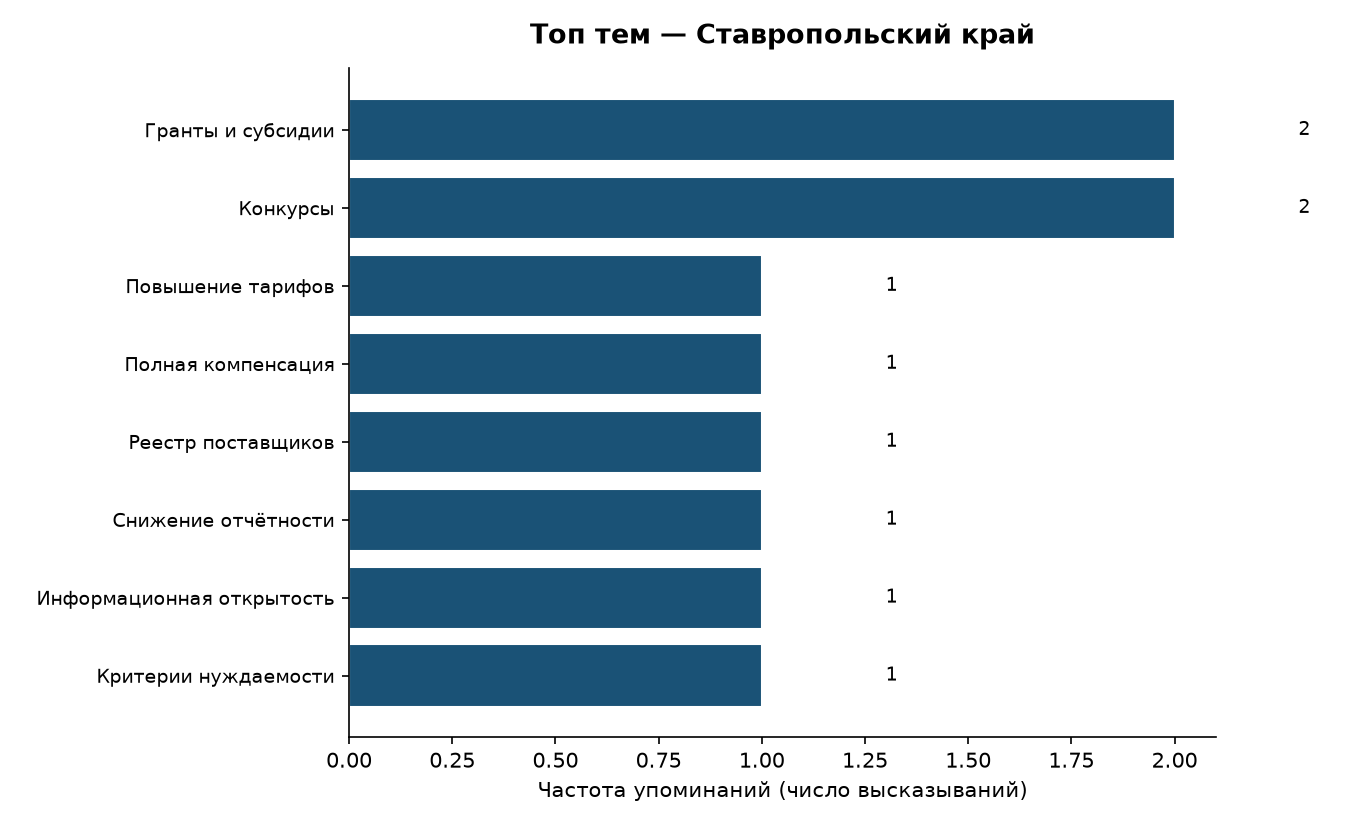 Топ тем — Ставропольский край
Гранты и субсидии 2
Конкурсы 2
Повышение тарифов 1
Полная компенсация 1
Реестр поставщиков 1
Снижение отчётности 1
Информационная открытость 1
Критерии нуждаемости 1
0.00 0.25 0.50 0.75 1.00 1.25 1.50 1.75 2.00
Частота упоминаний (число высказываний)